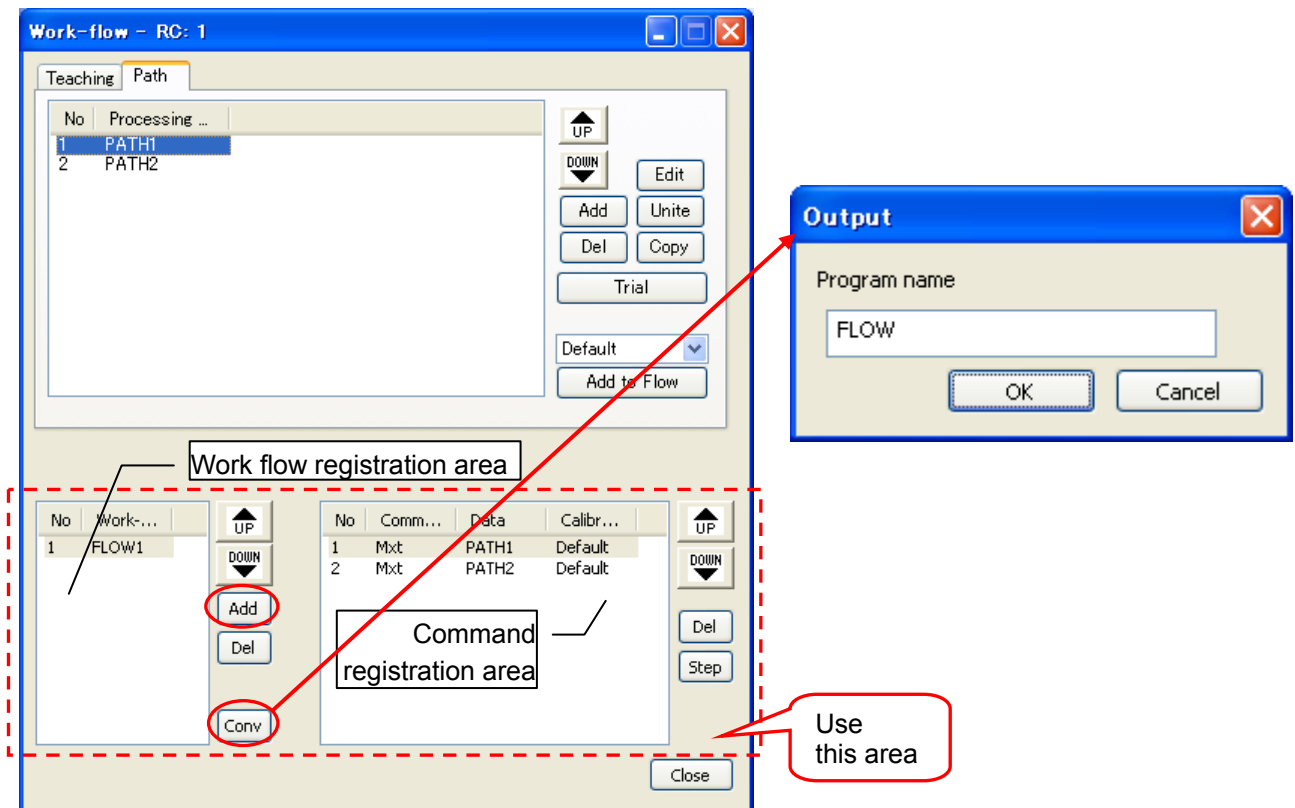 Work-flow - RC: 1
Teaching Path
No Processing ...
1 PATH1
2 PATH2
UP
DOWN
Edit
Add Unite
Del Copy
Trial
Default
Add to Flow
Output
Program name
FLOW
OK Cancel
Work flow registration area
No Work-...
1 FLOW1
UP
DOWN
Add
Del
Conv
No Comm... Data Calibr...
1 Mxt PATH1 Default
2 Mxt PATH2 Default
Command
registration area
UP
DOWN
Del
Step
Use
this area
Close